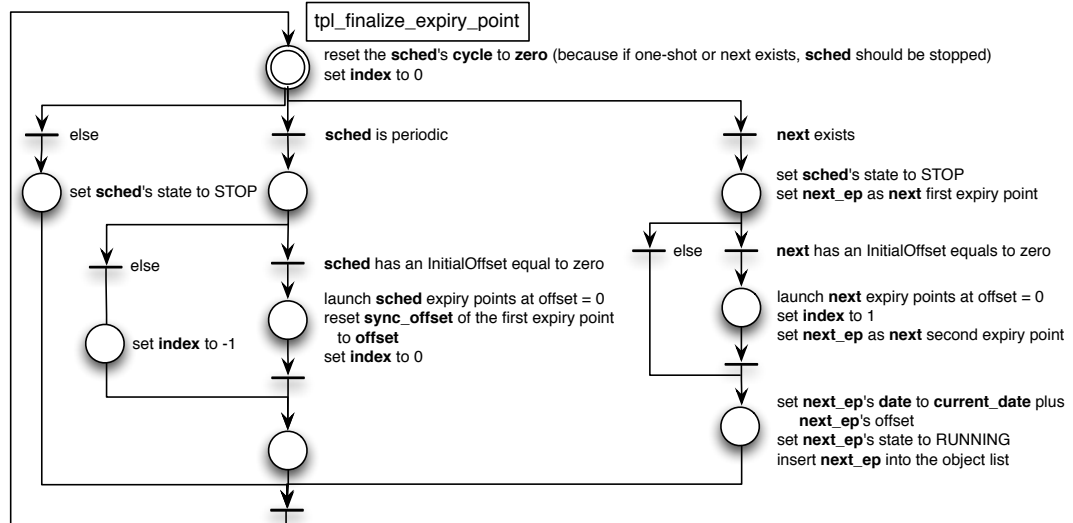 tpl_finalize_expiry_point
reset the sched's cycle to zero (because if one-shot or next exists, sched should be stopped)
set index to 0
else
sched is periodic
next exists
set sched's state to STOP
set sched's state to STOP
set next_ep as next first expiry point
else
sched has an InitialOffset equal to zero
else
next has an InitialOffset equals to zero
launch sched expiry points at offset = 0
reset sync_offset of the first expiry point
to offset
set index to 0
set index to -1
launch next expiry points at offset = 0
set index to 1
set next_ep as next second expiry point
set next_ep's date to current_date plus
next_ep's offset
set next_ep's state to RUNNING
insert next_ep into the object list